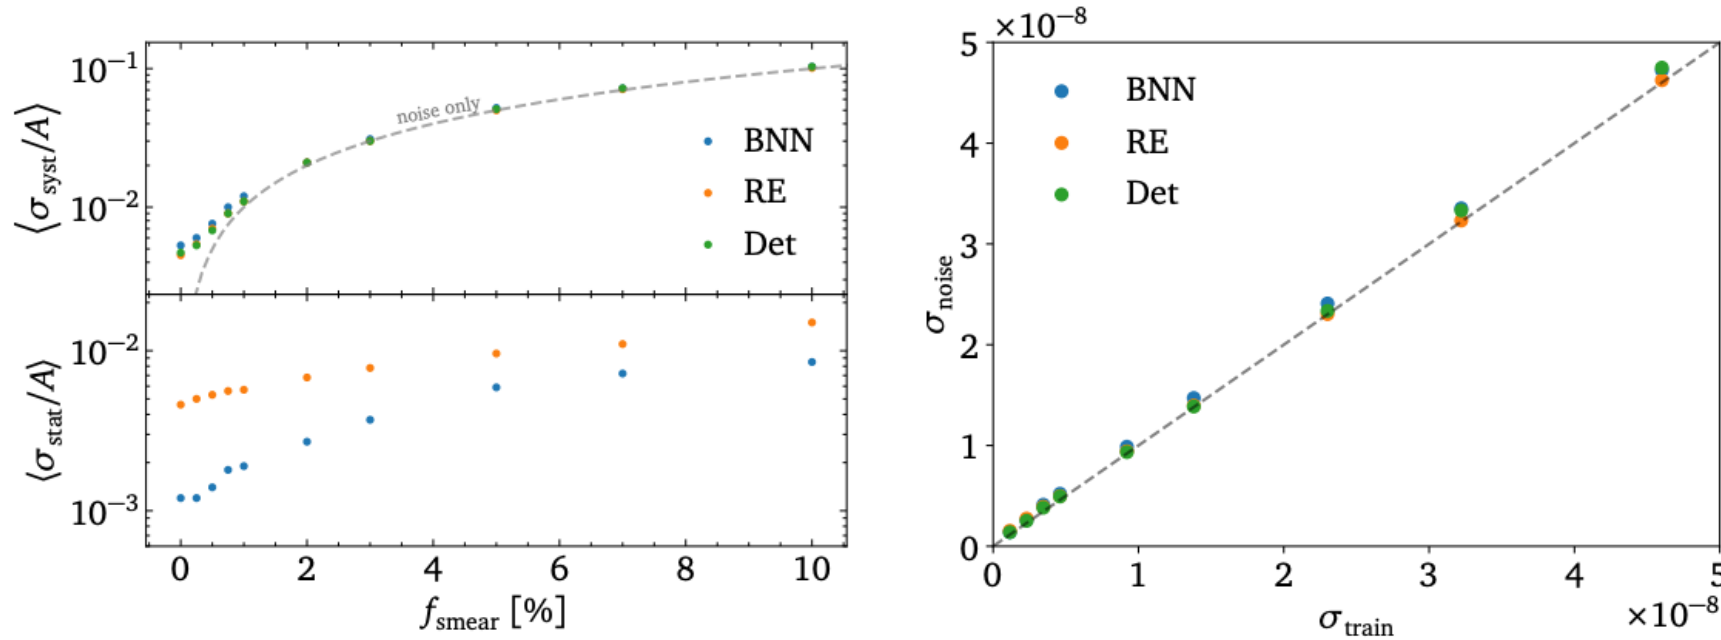 ⟨σ_syst/A⟩
10⁻¹
10⁻²
noise only
BNN
RE
Det
⟨σ_stat/A⟩
10⁻²
10⁻³
0 2 4 6 8 10
f_smear [%]
×10⁻⁸
σ_noise
5
4
3
2
1
0
BNN
RE
Det
0 1 2 3 4 5
σ_train
×10⁻⁸